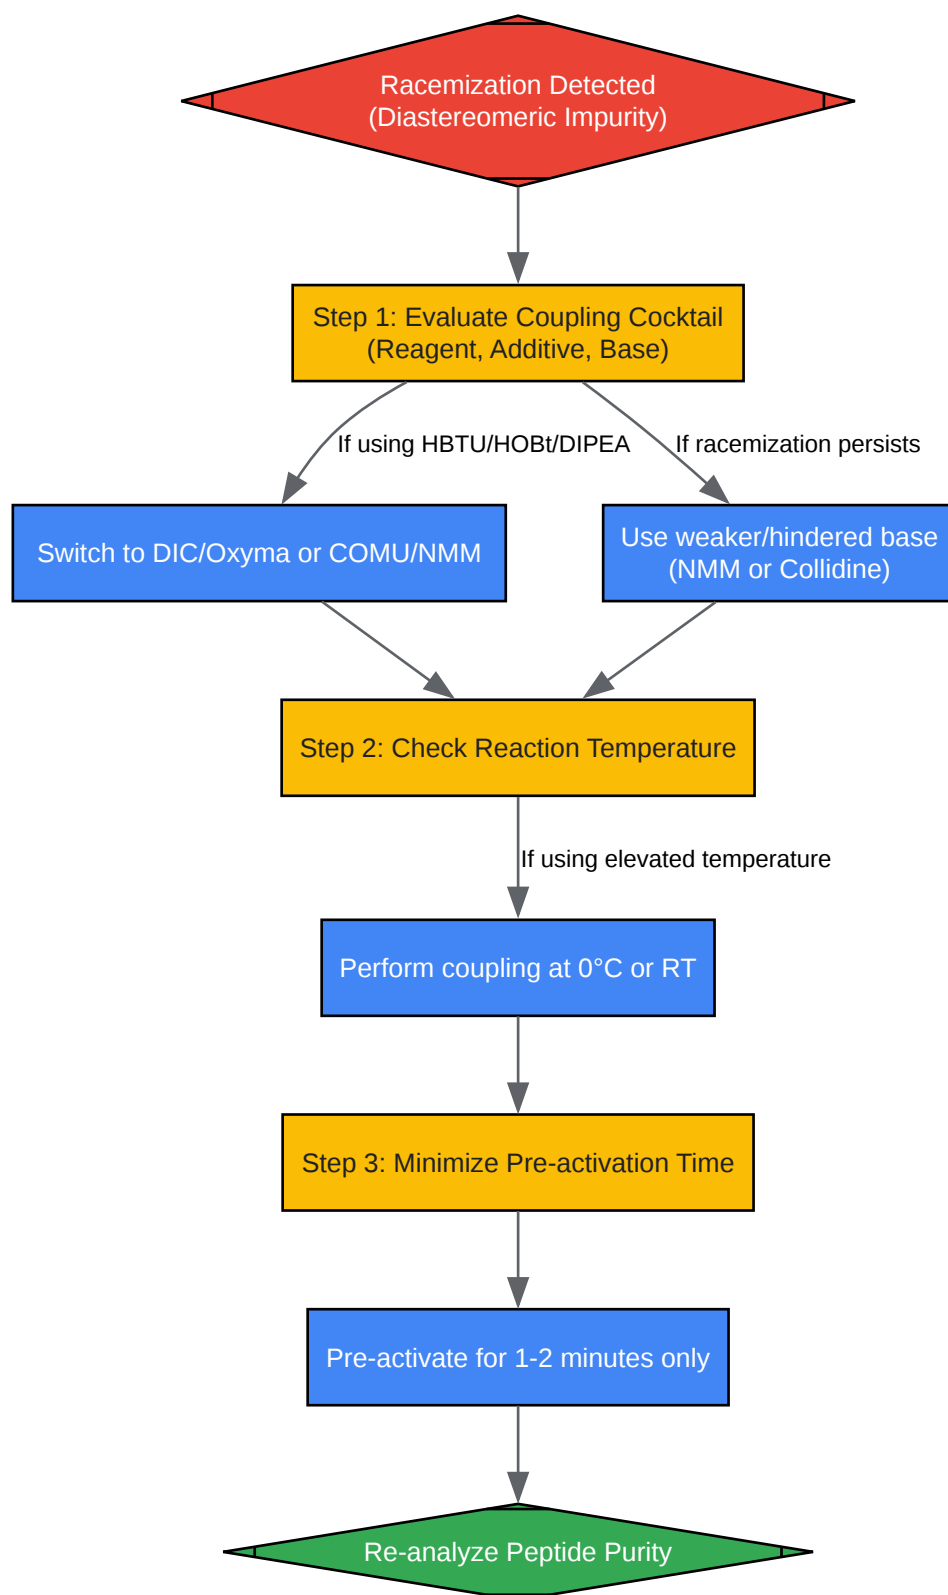 Racemization Detected
(Diastereomeric Impurity)
Step 1: Evaluate Coupling Cocktail
(Reagent, Additive, Base)
If using HBTU/HOBt/DIPEA
If racemization persists
Switch to DIC/Oxyma or COMU/NMM
Use weaker/hindered base
(NMM or Collidine)
Step 2: Check Reaction Temperature
If using elevated temperature
Perform coupling at 0°C or RT
Step 3: Minimize Pre-activation Time
Pre-activate for 1-2 minutes only
Re-analyze Peptide Purity